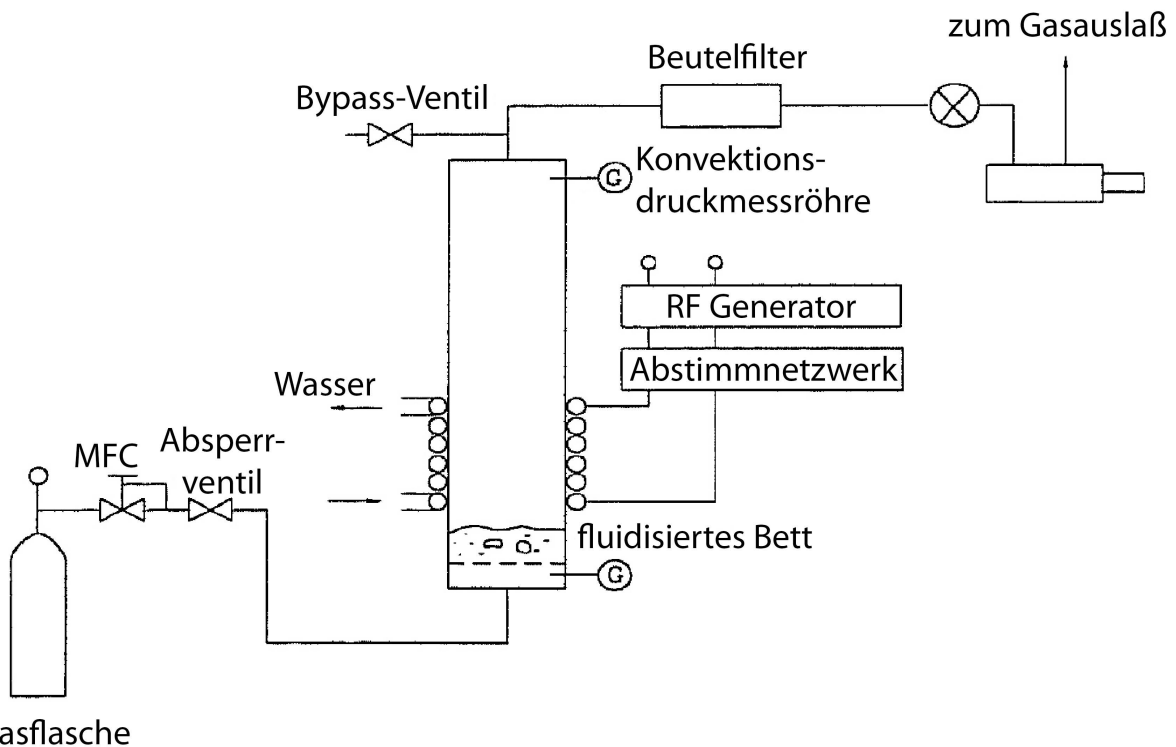 zum Gasauslaß
Beutelfilter
Bypass-Ventil
Konvektions-
druckmessröhre
G
RF Generator
Abstimmnetzwerk
Wasser
Absperr-
ventil
MFC
fluidisiertes Bett
G
asflasche